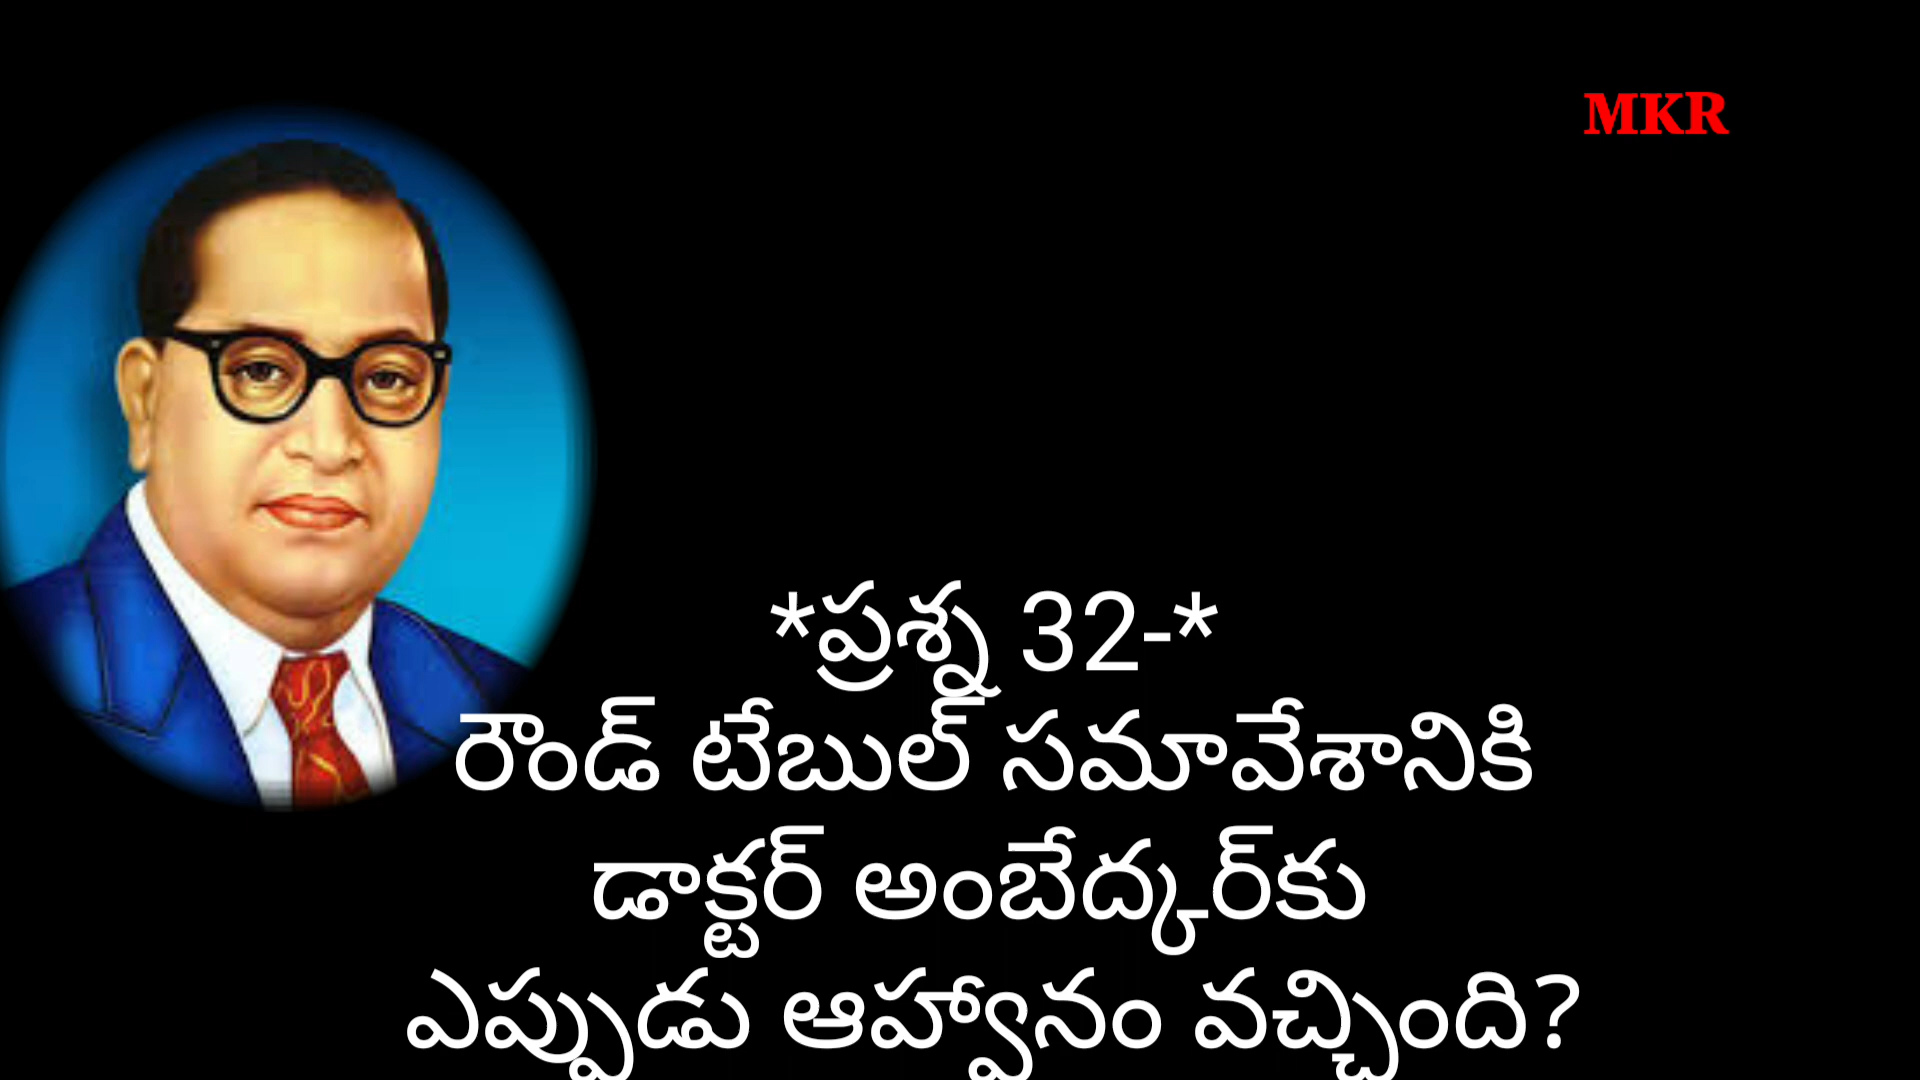 MKR
*ప్రశ్న 32-*
రౌండ్ టేబుల్ సమావేశానికి
డాక్టర్ అంబేద్కర్‌కు
ఎప్పుడు ఆహ్వానం వచ్చింది?